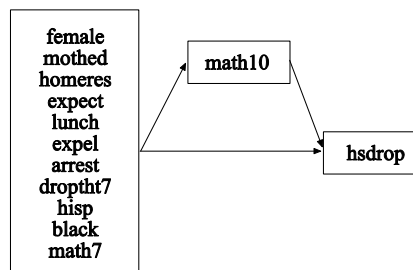 female
mothed
homeres
expect
lunch
expel
arrest
droptht7
hisp
black
math7
math10
hsdrop